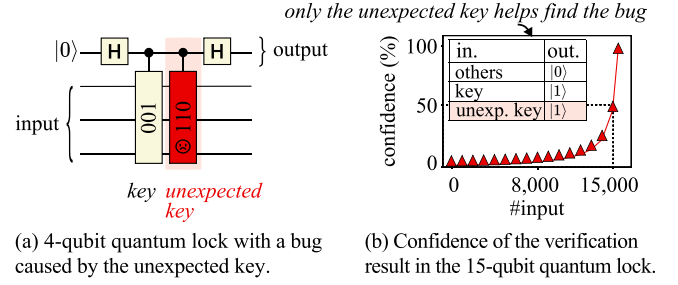 only the unexpected key helps find the bug
|0⟩ H H } output
input
001
☹ 110
key unexpected
key
confidence (%)
100
50
0
in. out.
others |0⟩
key |1⟩
unexp. key |1⟩
0 8,000 15,000
#input
(a) 4-qubit quantum lock with a bug
caused by the unexpected key.
(b) Confidence of the verification
result in the 15-qubit quantum lock.